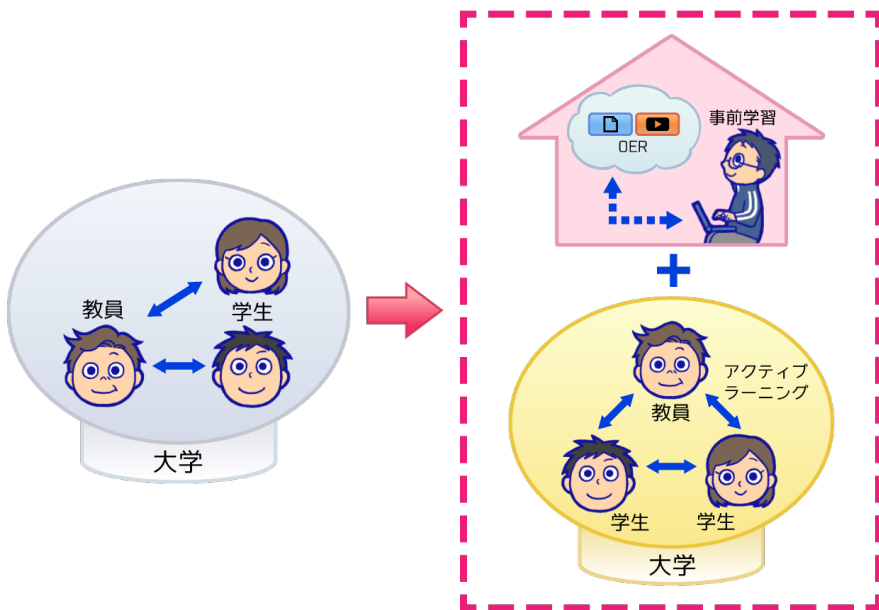 教員
学生
大学
事前学習
OER
アクティブ
ラーニング
教員
学生
学生
大学